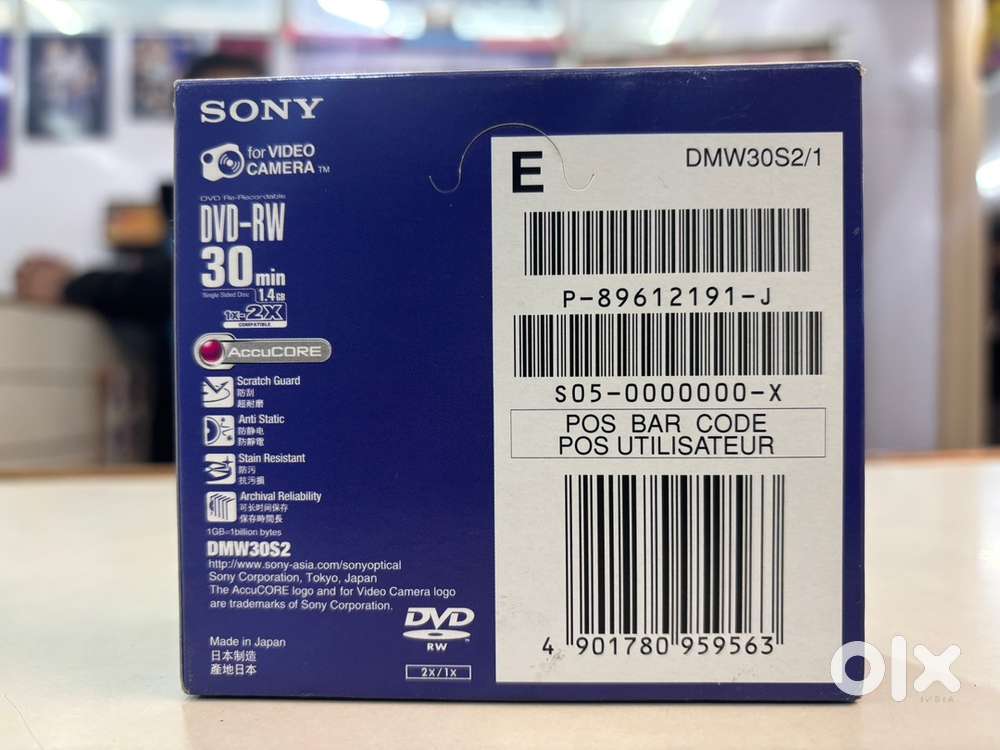 SONY
for VIDEO
CAMERA™
DVD Re-Recordable
DVD-RW
30min
Single Sided Disc 1.4GB
1x-2X
COMPATIBLE
AccuCORE
Scratch Guard
防刮
超耐磨
Anti Static
防静电
防靜電
Stain Resistant
防污
抗污損
Archival Reliability
可长时间保存
保存時間長
1GB=1billion bytes
DMW30S2
http://www.sony-asia.com/sonyoptical
Sony Corporation, Tokyo, Japan
The AccuCORE logo and for Video Camera logo
are trademarks of Sony Corporation.
Made in Japan
日本制造
產地日本
DVD™
RW
2x/1x
E
DMW30S2/1
P-89612191-J
S05-0000000-X
POS BAR CODE
POS UTILISATEUR
4 901780 959563
olx
INDIA